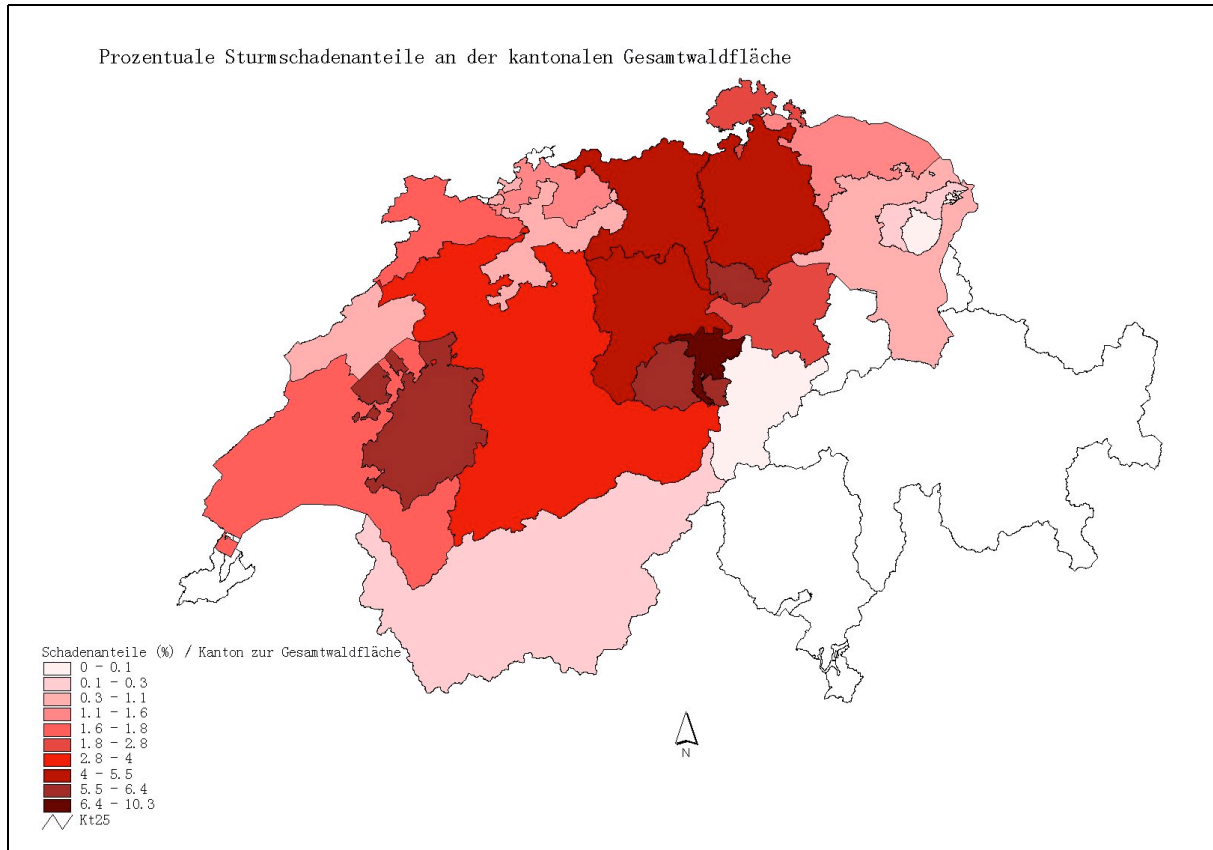 Prozentuale Sturmschadenanteile an der kantonalen Gesamtwaldfläche
Schadenanteile (%) / Kanton zur Gesamtwaldfläche
0 - 0.1
0.1 - 0.3
0.3 - 1.1
1.1 - 1.6
1.6 - 1.8
1.8 - 2.8
2.8 - 4
4 - 5.5
5.5 - 6.4
6.4 - 10.3
Kt25
N